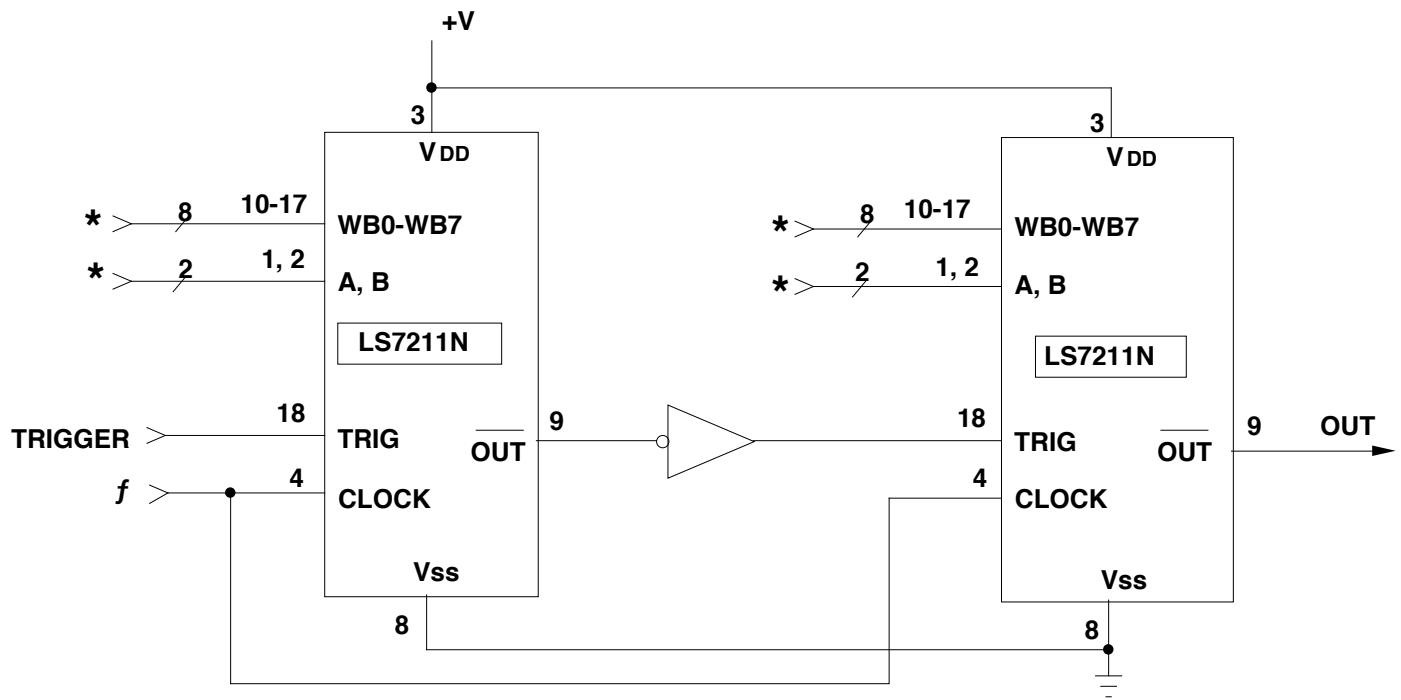 +V
3
VDD
* 8 10-17 WB0-WB7
* 2 1, 2 A, B
LS7211N
TRIGGER 18 TRIG
OUT 9
ƒ 4 CLOCK
Vss
8
3
VDD
* 8 10-17 WB0-WB7
* 2 1, 2 A, B
LS7211N
18 TRIG
OUT 9 OUT
4 CLOCK
Vss
8